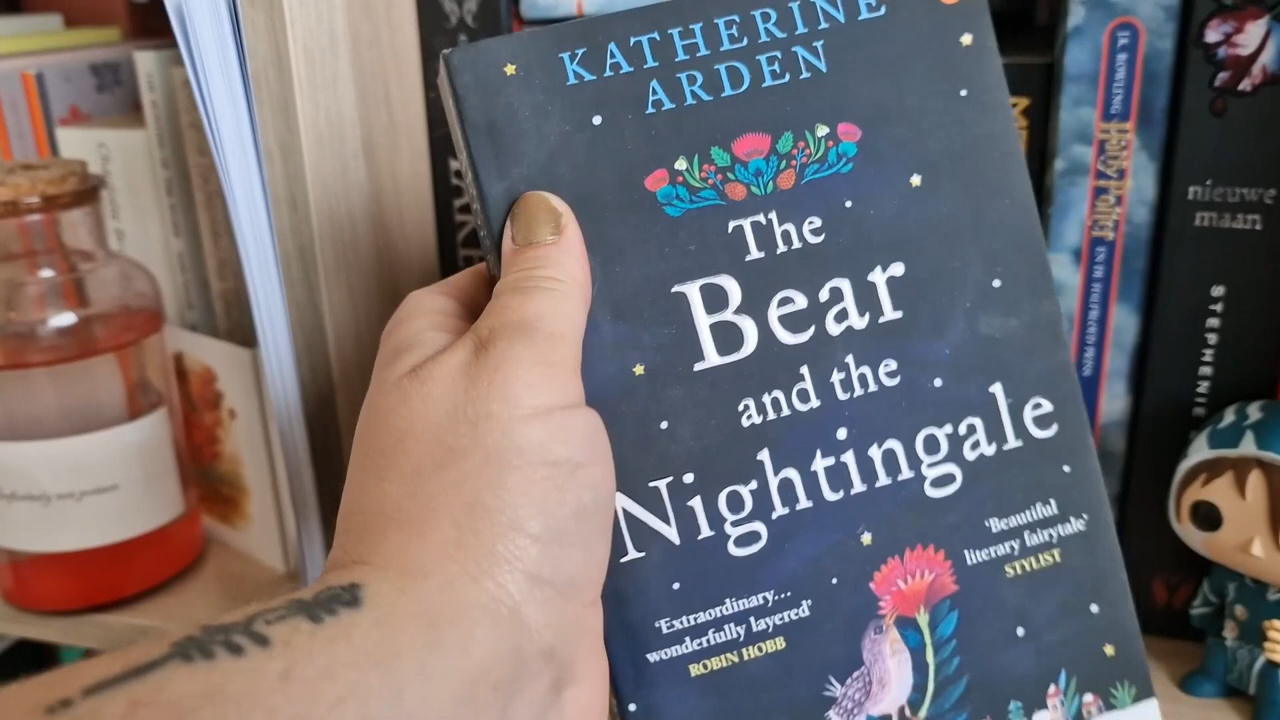 KATHERINE
ARDEN
The
Bear
and the
Nightingale
'Beautiful
literary fairytale'
STYLIST
'Extraordinary...
wonderfully layered'
ROBIN HOBB
J.K. ROWLING
Harry Potter
nieuwe
maan
STEPHENIE